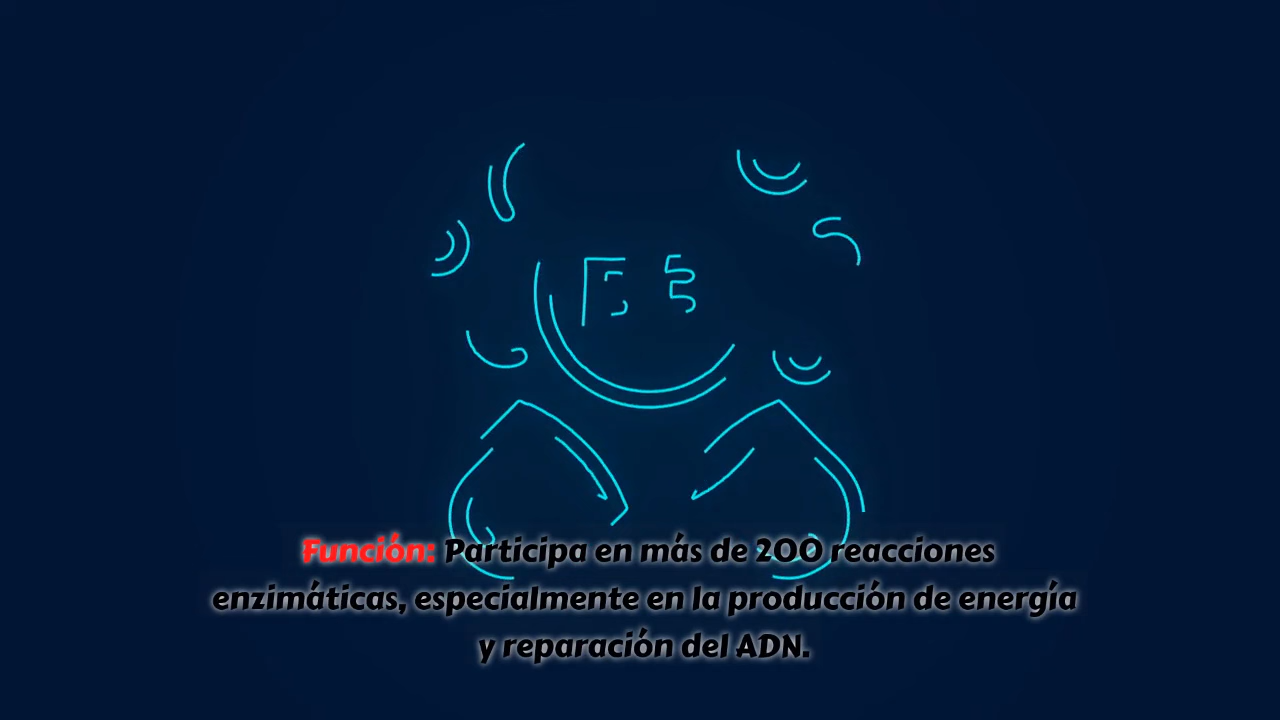 Función: Participa en más de 200 reacciones
enzimáticas, especialmente en la producción de energía
y reparación del ADN.